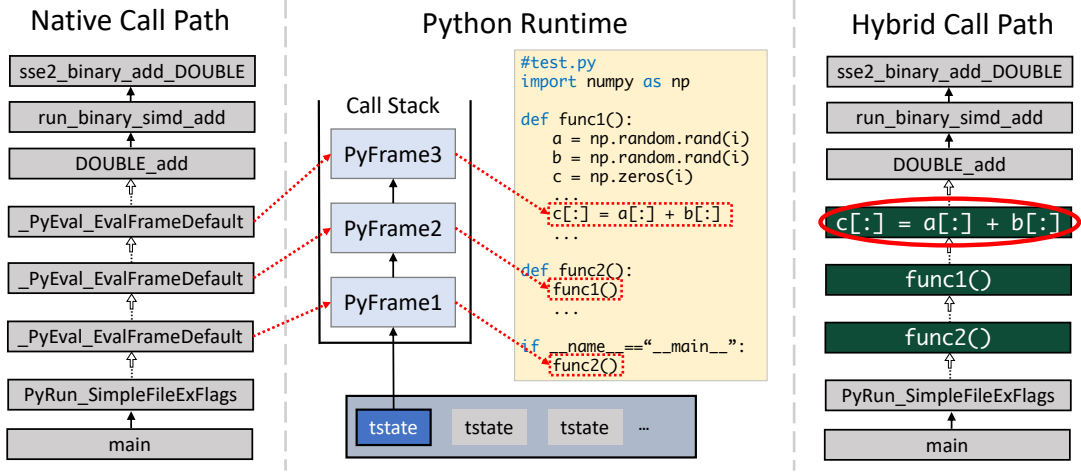 Native Call Path
sse2_binary_add_DOUBLE
run_binary_simd_add
DOUBLE_add
_PyEval_EvalFrameDefault
_PyEval_EvalFrameDefault
_PyEval_EvalFrameDefault
PyRun_SimpleFileExFlags
main
Python Runtime
Call Stack
PyFrame3
PyFrame2
PyFrame1
tstate
tstate
tstate
...
#test.py
import numpy as np
def func1():
a = np.random.rand(i)
b = np.random.rand(i)
c = np.zeros(i)
...
c[:] = a[:] + b[:]
...
def func2():
func1()
...
if __name__==“__main__”:
func2()
Hybrid Call Path
sse2_binary_add_DOUBLE
run_binary_simd_add
DOUBLE_add
c[:] = a[:] + b[:]
func1()
func2()
PyRun_SimpleFileExFlags
main